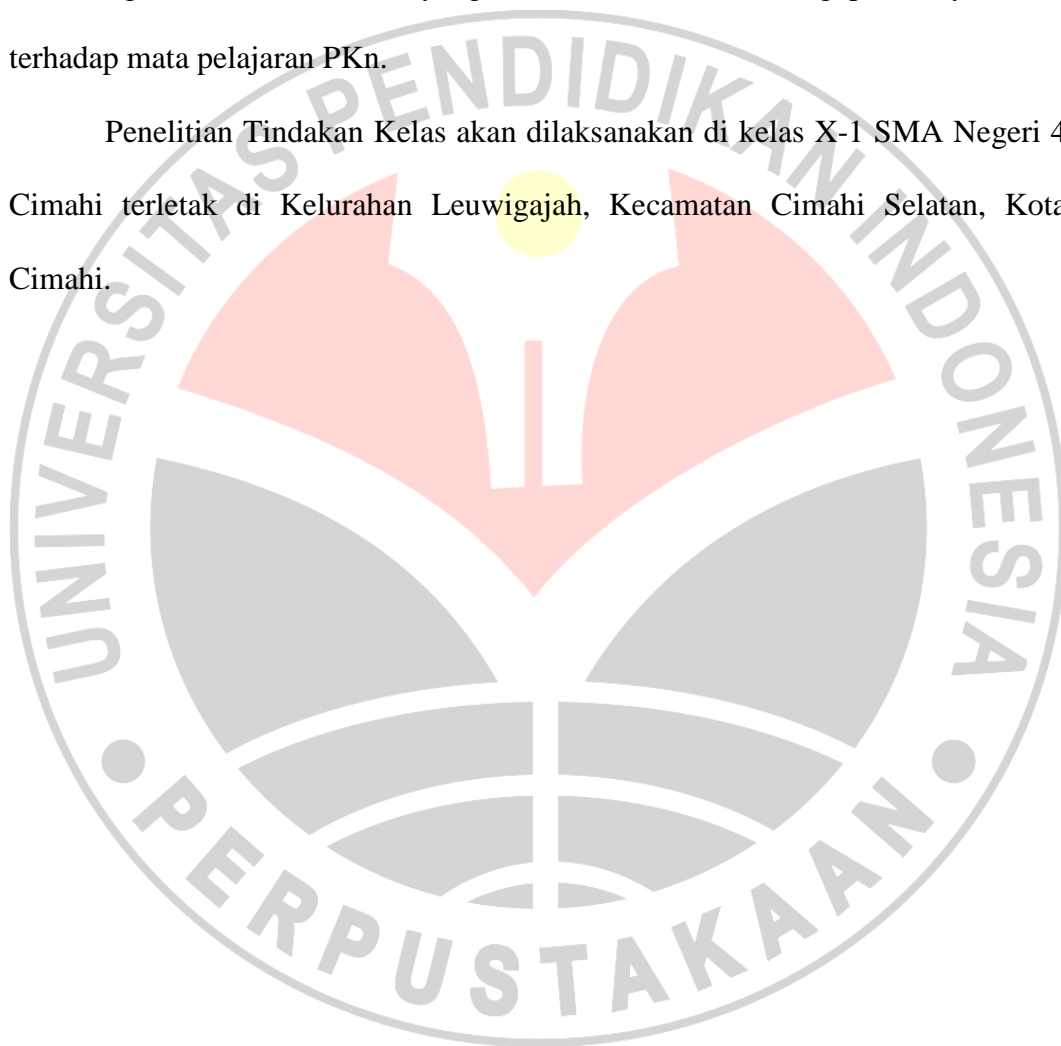 terhadap mata pelajaran PKn.
Penelitian Tindakan Kelas akan dilaksanakan di kelas X-1 SMA Negeri 4
Cimahi terletak di Kelurahan Leuwigajah, Kecamatan Cimahi Selatan, Kota
Cimahi.
UNIVERSITAS PENDIDIKAN INDONESIA
PERPUSTAKAAN